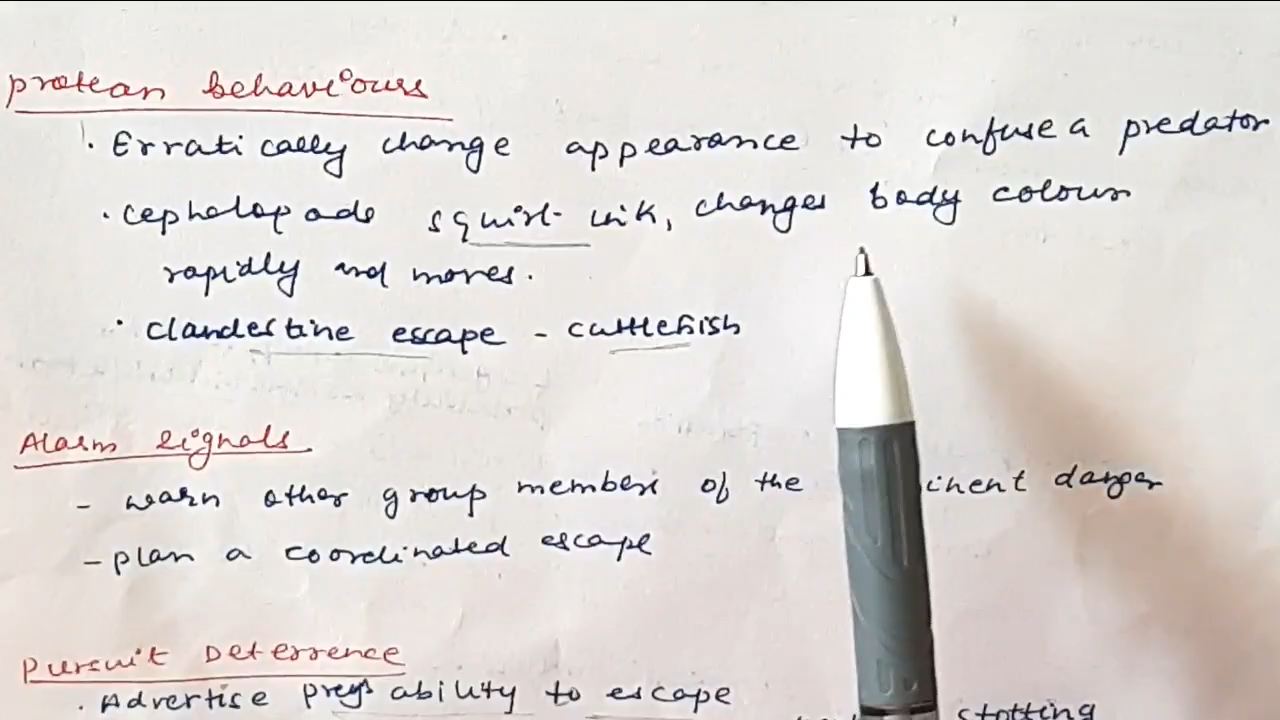 protean behaviours
. Erratically change appearance to confuse a predator
. cephalopods squirt ink, changes body colour
rapidly and moves.
. clandestine escape - cuttlefish
Alarm signals
- warn other group members of the inent danger
- plan a coordinated escape
Pursuit Deterrence
. Advertise preys ability to escape
stotting